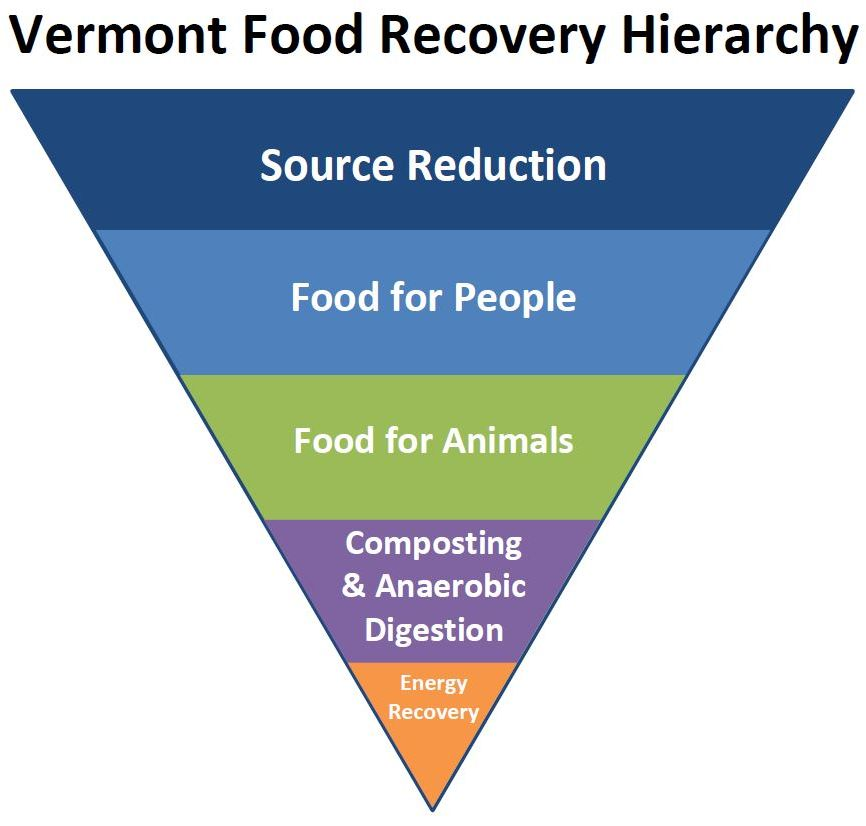 Vermont Food Recovery Hierarchy
Source Reduction
Food for People
Food for Animals
Composting
& Anaerobic
Digestion
Energy
Recovery